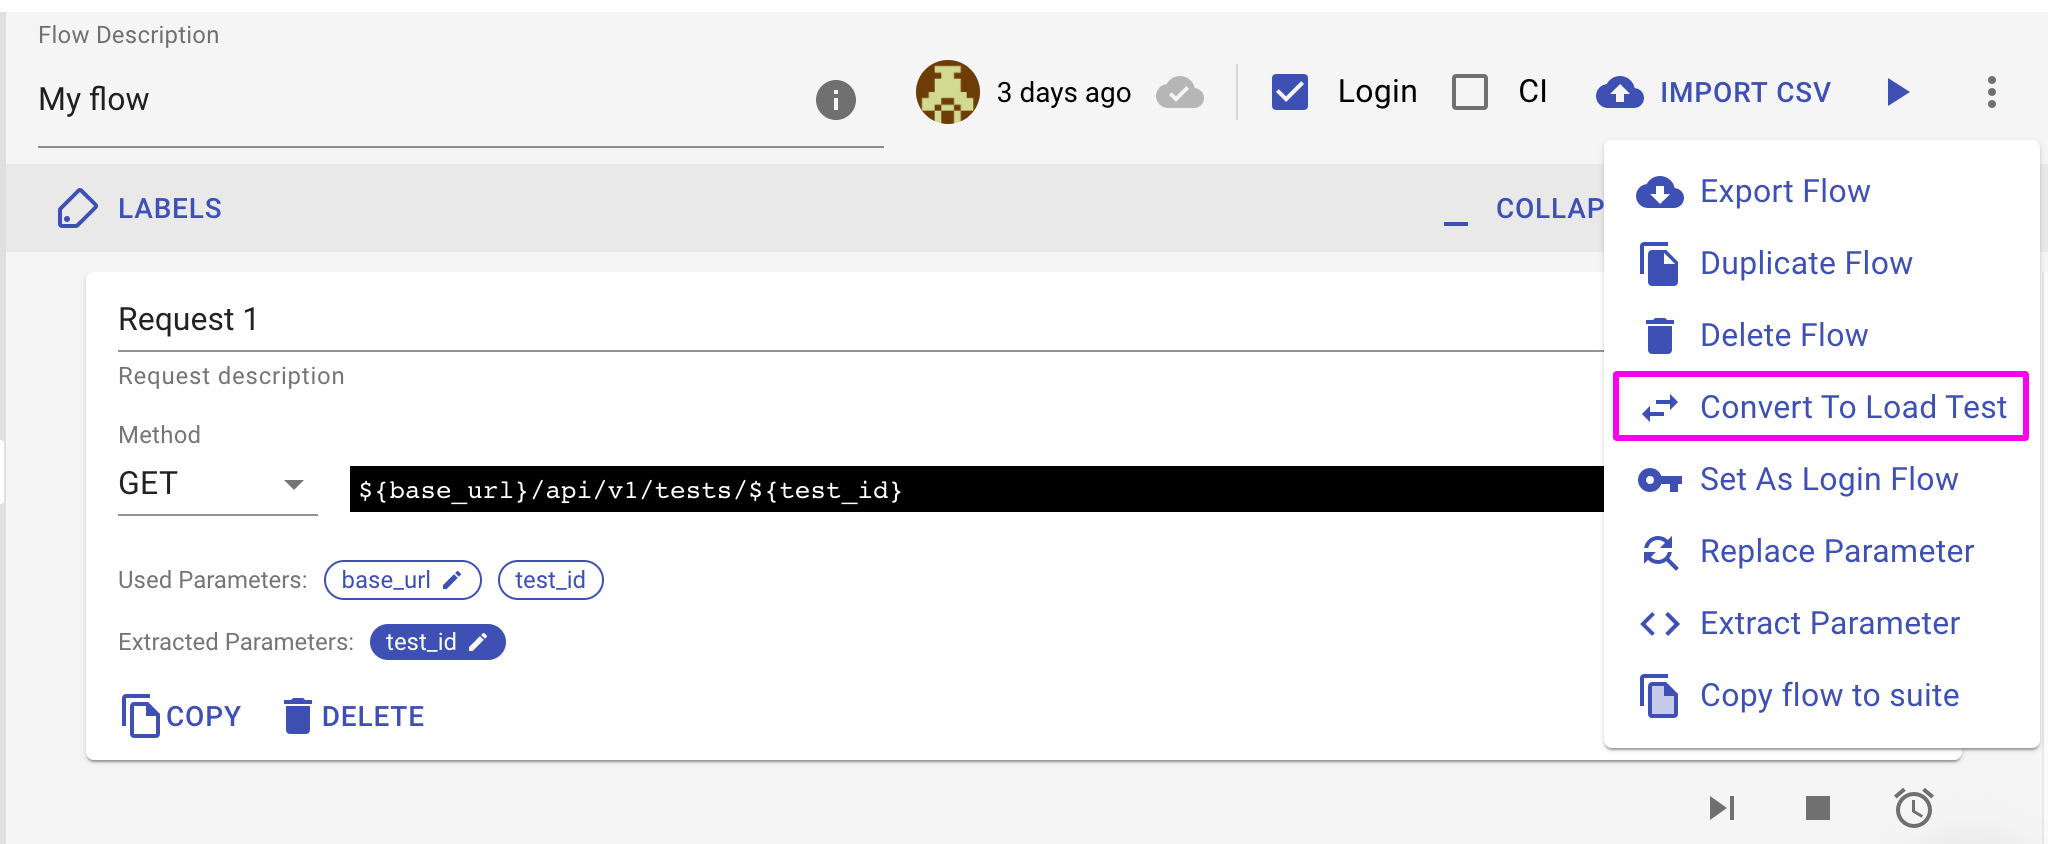 Flow Description
My flow
3 days ago
Login
CI
IMPORT CSV
LABELS
COLLAP
Export Flow
Duplicate Flow
Delete Flow
Convert To Load Test
Set As Login Flow
Replace Parameter
Extract Parameter
Copy flow to suite
Request 1
Request description
Method
GET
${base_url}/api/v1/tests/${test_id}
Used Parameters: base_url test_id
Extracted Parameters: test_id
COPY DELETE